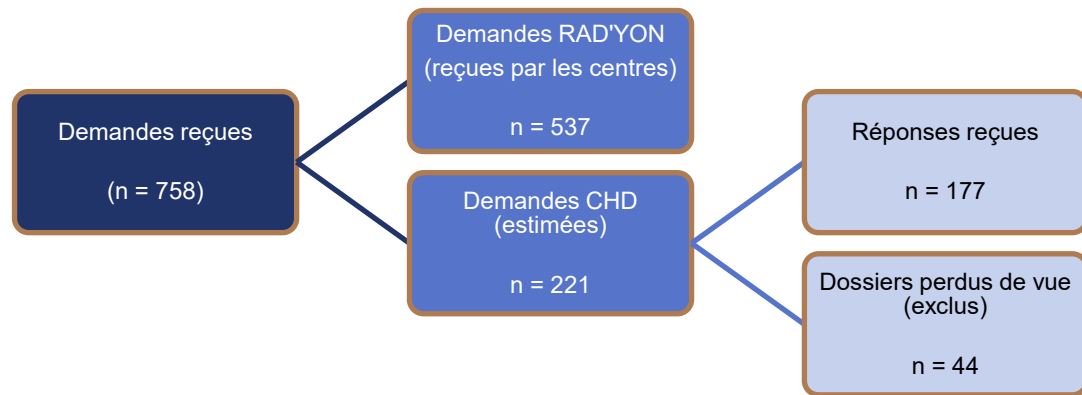 Demandes reçues
(n = 758)
Demandes RAD'YON
(reçues par les centres)
n = 537
Demandes CHD
(estimées)
n = 221
Réponses reçues
n = 177
Dossiers perdus de vue
(exclus)
n = 44